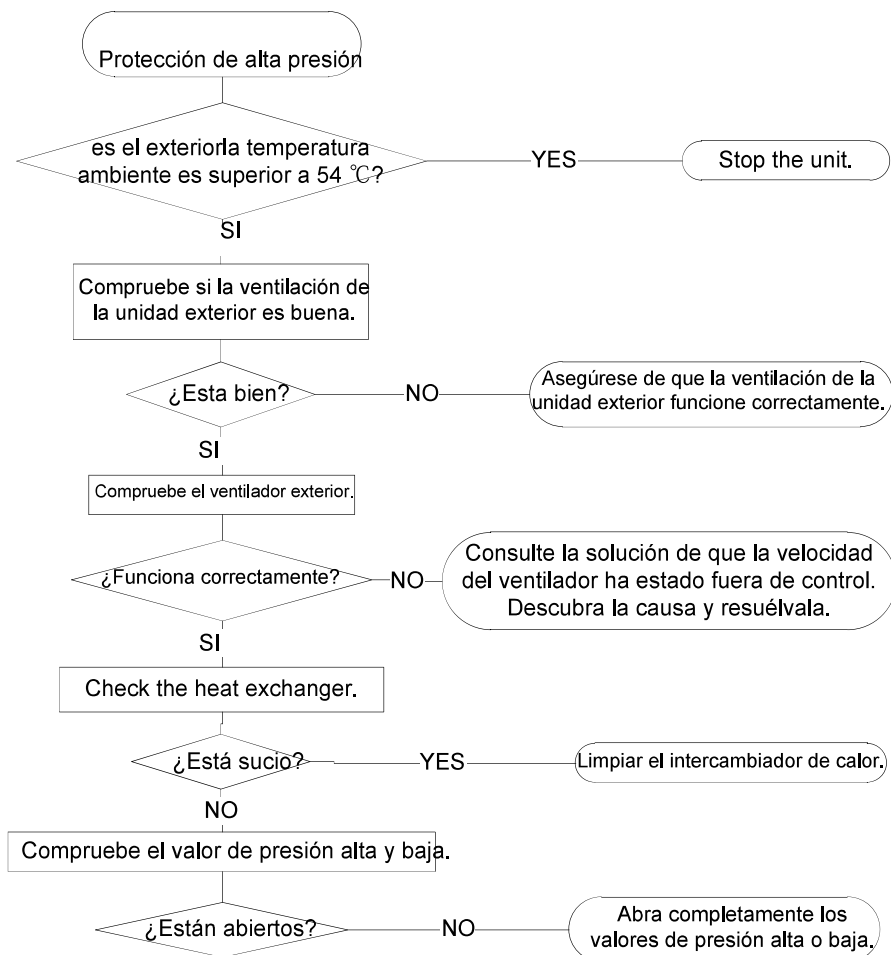 Protección de alta presión
es el exteriorla temperatura
ambiente es superior a 54 ℃?
YES
Stop the unit.
SI
Compruebe si la ventilación de
la unidad exterior es buena.
¿Esta bien?
NO
Asegúrese de que la ventilación de la
unidad exterior funcione correctamente.
SI
Compruebe el ventilador exterior.
¿Funciona correctamente?
NO
Consulte la solución de que la velocidad
del ventilador ha estado fuera de control.
Descubra la causa y resuélvala.
SI
Check the heat exchanger.
¿Está sucio?
YES
Limpiar el intercambiador de calor.
NO
Compruebe el valor de presión alta y baja.
¿Están abiertos?
NO
Abra completamente los
valores de presión alta o baja.